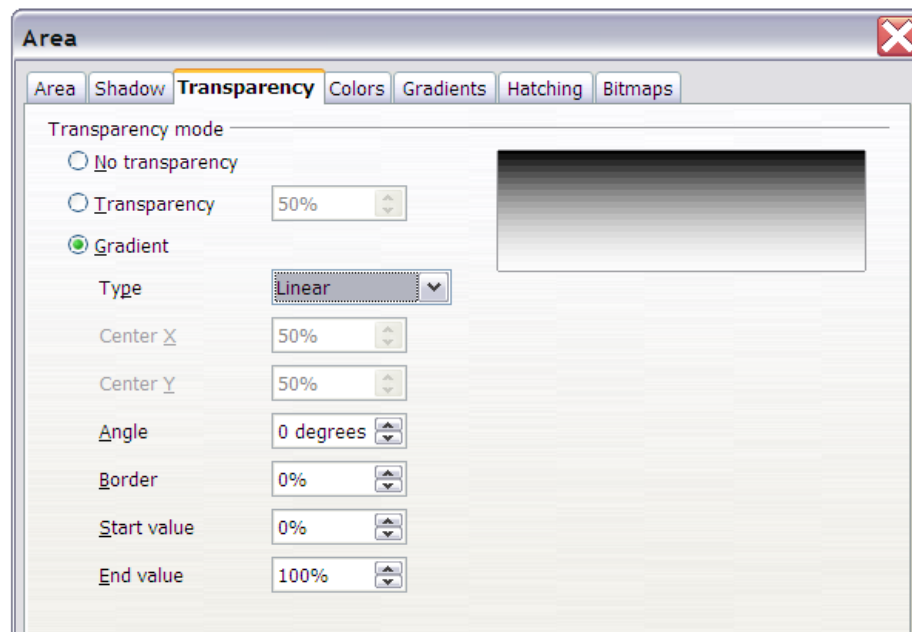 Area
Area Shadow Transparency Colors Gradients Hatching Bitmaps
Transparency mode
No transparency
Transparency 50%
Gradient
Type Linear
Center X 50%
Center Y 50%
Angle 0 degrees
Border 0%
Start value 0%
End value 100%